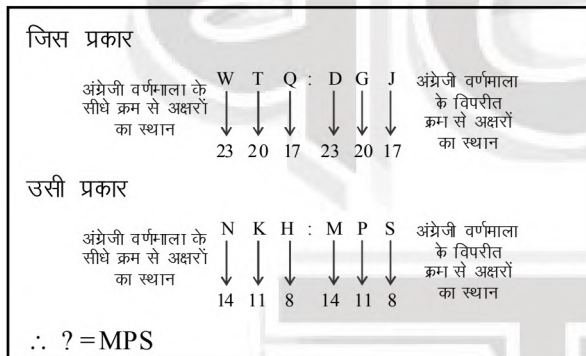 जिस प्रकार
W T Q : D G J
अंग्रेजी वर्णमाला के
सीधे क्रम से अक्षरों
का स्थान
अंग्रेजी वर्णमाला
के विपरीत
क्रम से अक्षरों
का स्थान
23 20 17 23 20 17
उसी प्रकार
N K H : M P S
अंग्रेजी वर्णमाला के
सीधे क्रम से अक्षरों
का स्थान
अंग्रेजी वर्णमाला
के विपरीत
क्रम से अक्षरों
का स्थान
14 11 8 14 11 8
∴ ? = MPS